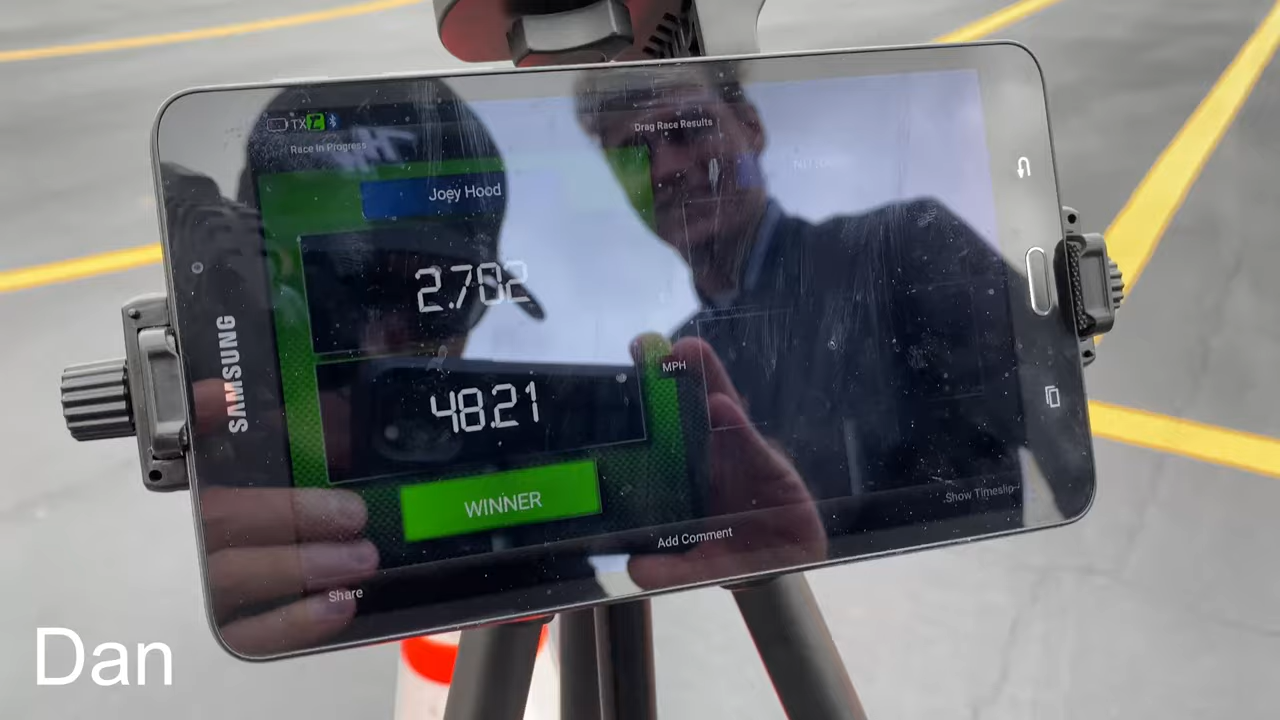 TX
Drag Race Results
Race In Progress
Joey Hood
2.702
MPH
48.21
WINNER
Show Timeslip
Add Comment
Share
SAMSUNG
Dan